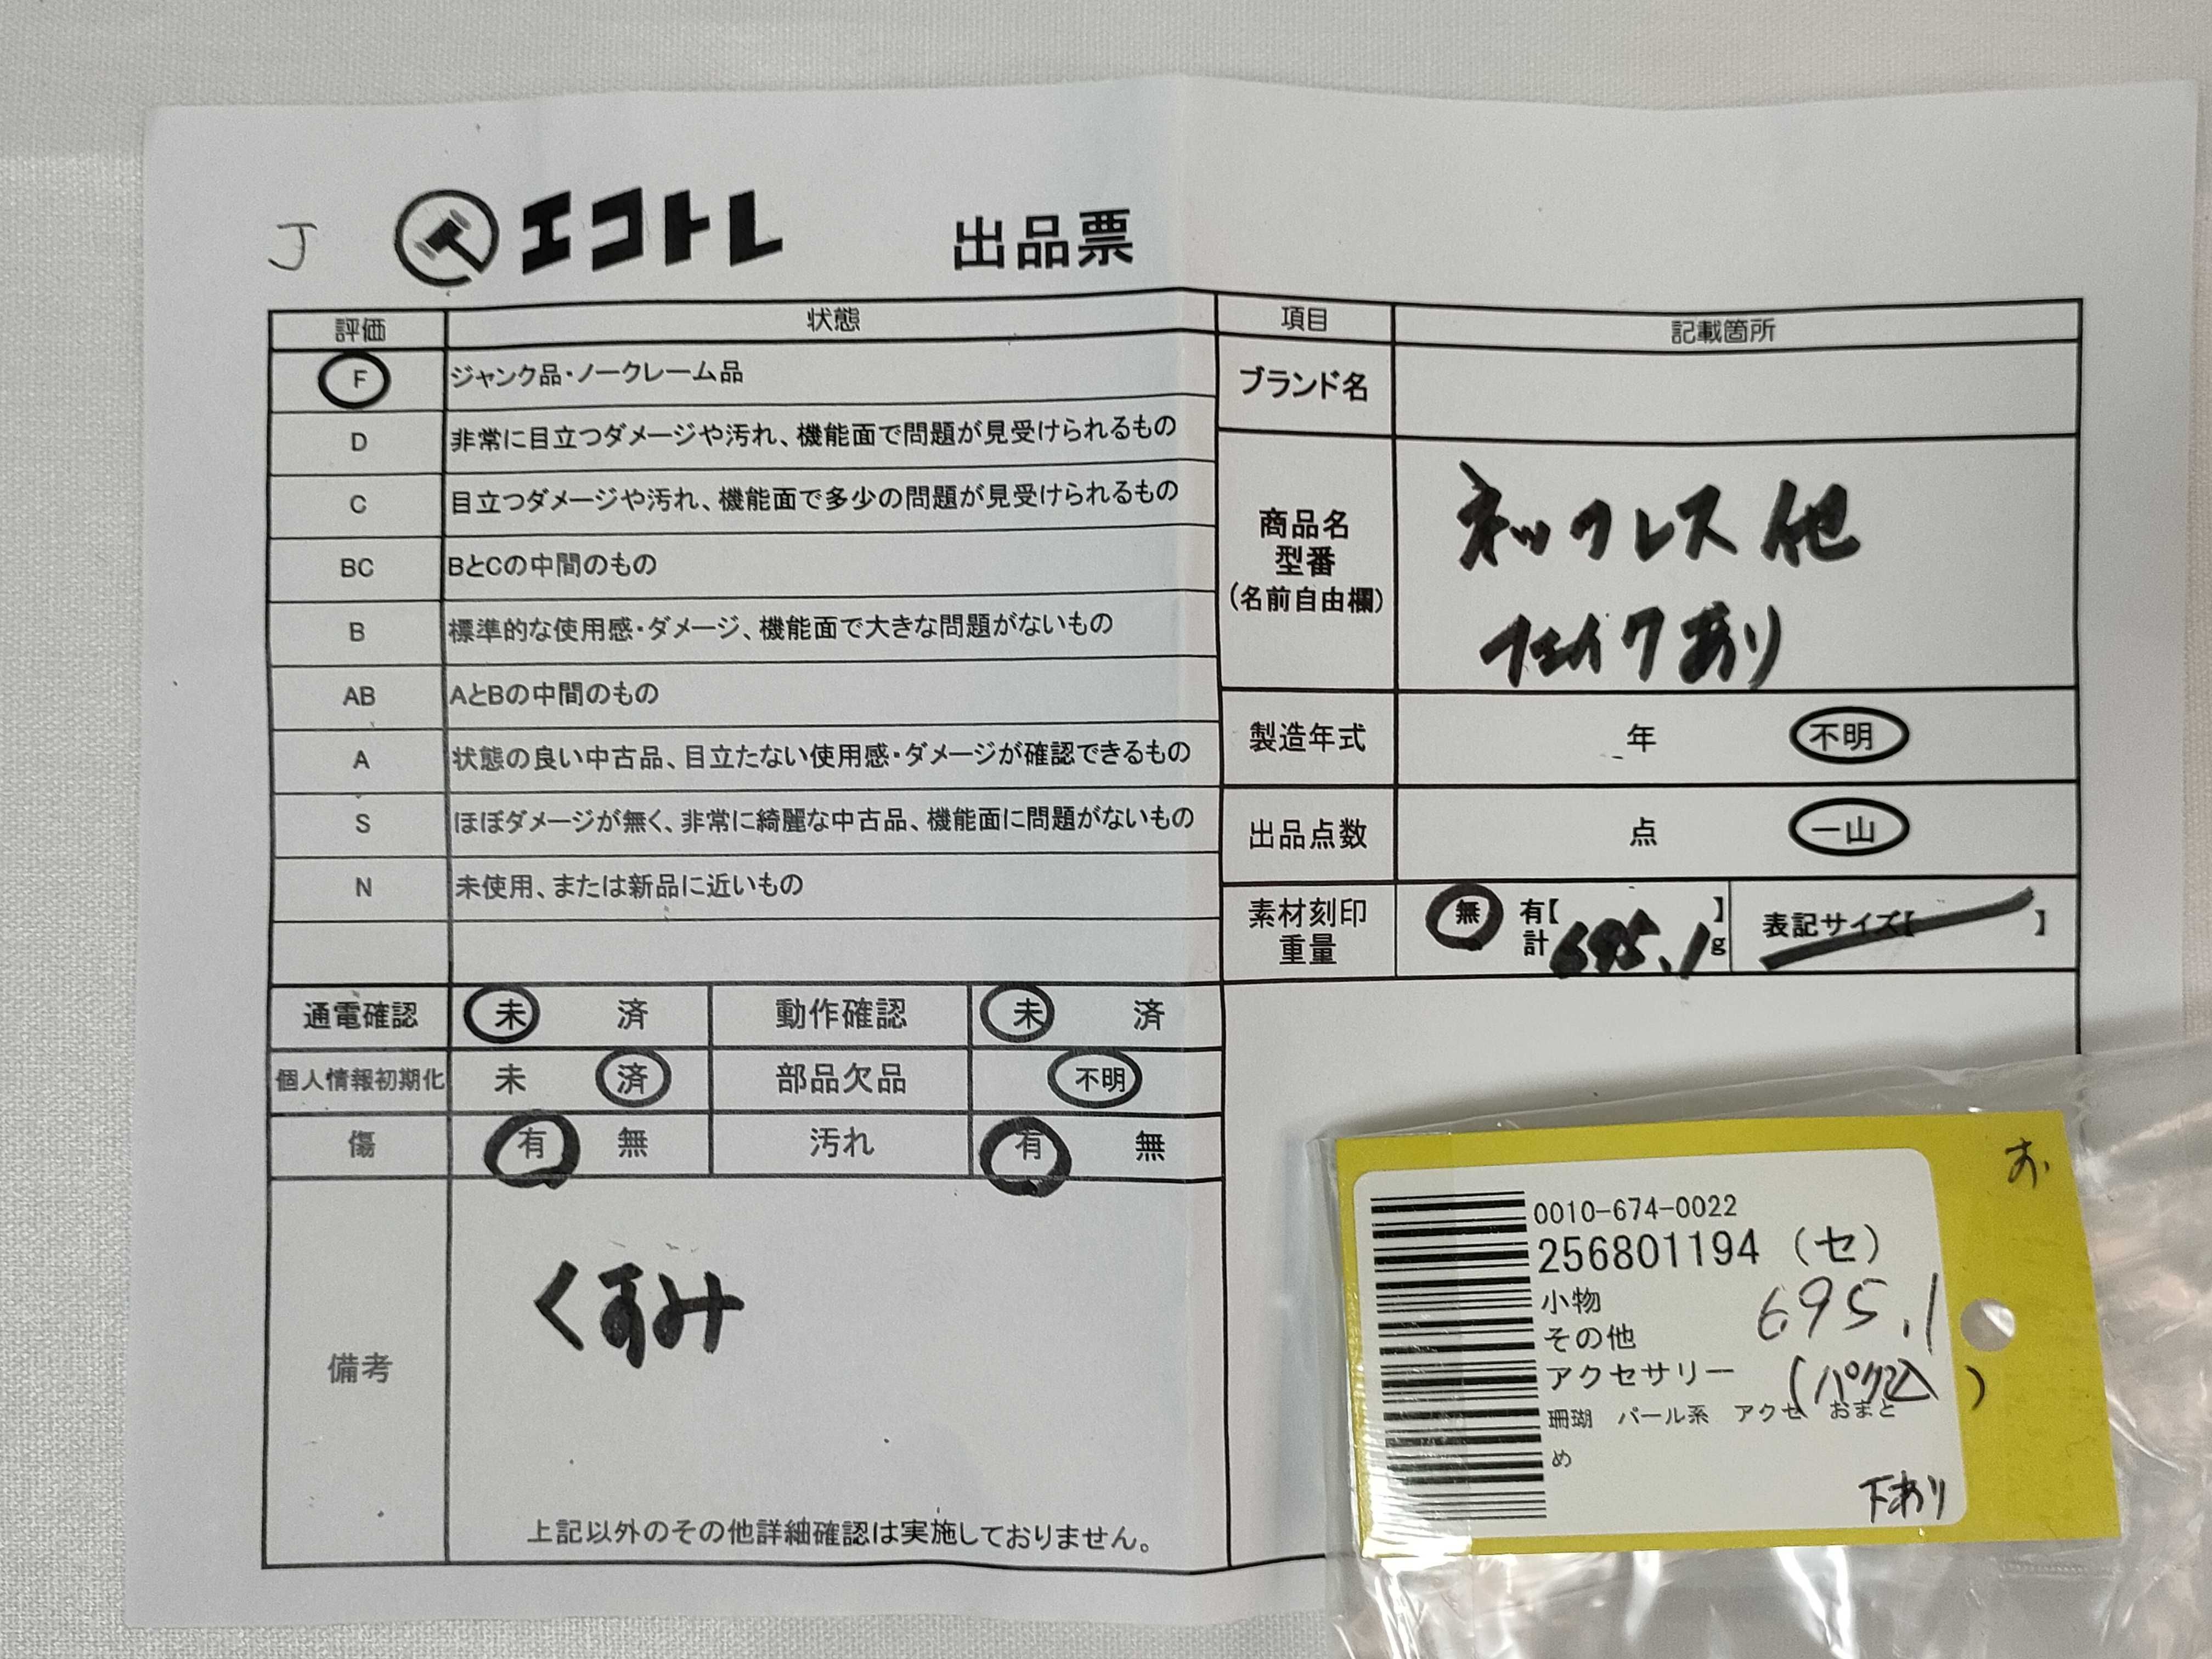 J
エコトレ 出品票
評価 状態 項目 記載箇所
F ジャンク品・ノークレーム品
D 非常に目立つダメージや汚れ、機能面で問題が見受けられるもの
C 目立つダメージや汚れ、機能面で多少の問題が見受けられるもの
BC BとCの中間のもの
B 標準的な使用感・ダメージ、機能面で大きな問題がないもの
AB AとBの中間のもの
A 状態の良い中古品、目立たない使用感・ダメージが確認できるもの
S ほぼダメージが無く、非常に綺麗な中古品、機能面に問題がないもの
N 未使用、または新品に近いもの
ブランド名
商品名
型番
(名前自由欄)
ネックレス 他
フェイクあり
製造年式 年 不明
出品点数 点 一山
素材刻印
重量
無 有【 】
計 695.1g
表記サイズ【 】
通電確認 未 済 動作確認 未 済
個人情報初期化 未 済 部品欠品 不明
傷 有 無 汚れ 有 無
備考
くすみ
上記以外のその他詳細確認は実施しておりません。
お
0010-674-0022
256801194 (セ)
小物
695.1
その他
アクセサリー
(パケ込)
珊瑚 パール系 アクセ おまと
め
下あり